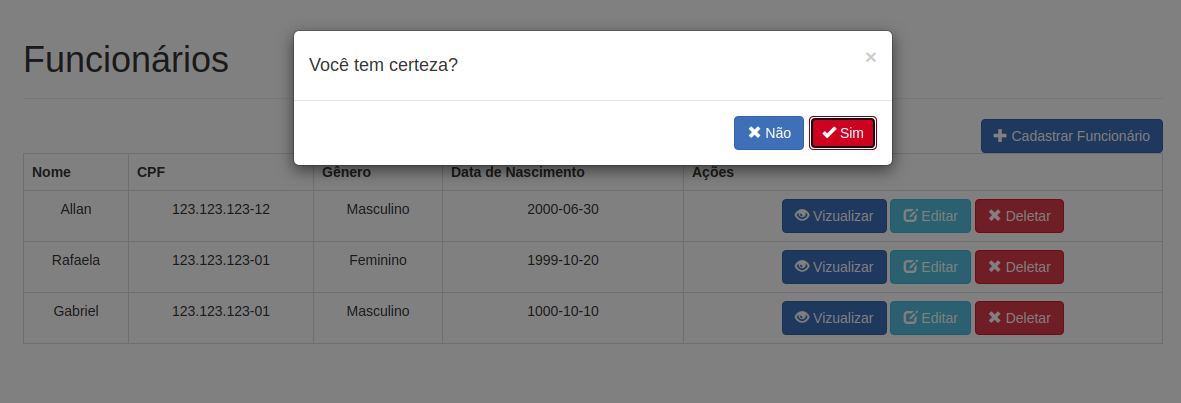 Funcionários
Você tem certeza? ×
Não Sim
Cadastrar Funcionário
Nome CPF Gênero Data de Nascimento Ações
Allan 123.123.123-12 Masculino 2000-06-30 Vizualizar Editar Deletar
Rafaela 123.123.123-01 Feminino 1999-10-20 Vizualizar Editar Deletar
Gabriel 123.123.123-01 Masculino 1000-10-10 Vizualizar Editar Deletar